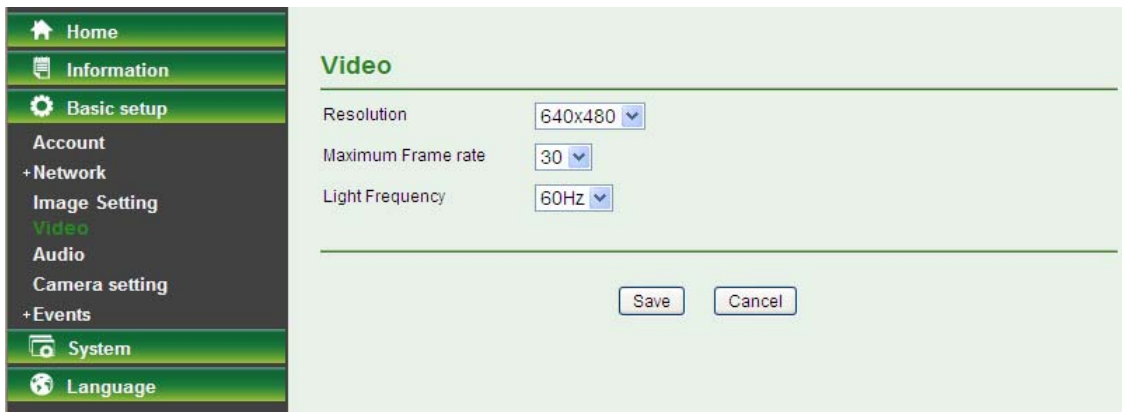 Home
Information
Basic setup
Account
+Network
Image Setting
Video
Audio
Camera setting
+Events
System
Language
Video
Resolution 640x480
Maximum Frame rate 30
Light Frequency 60Hz
Save Cancel